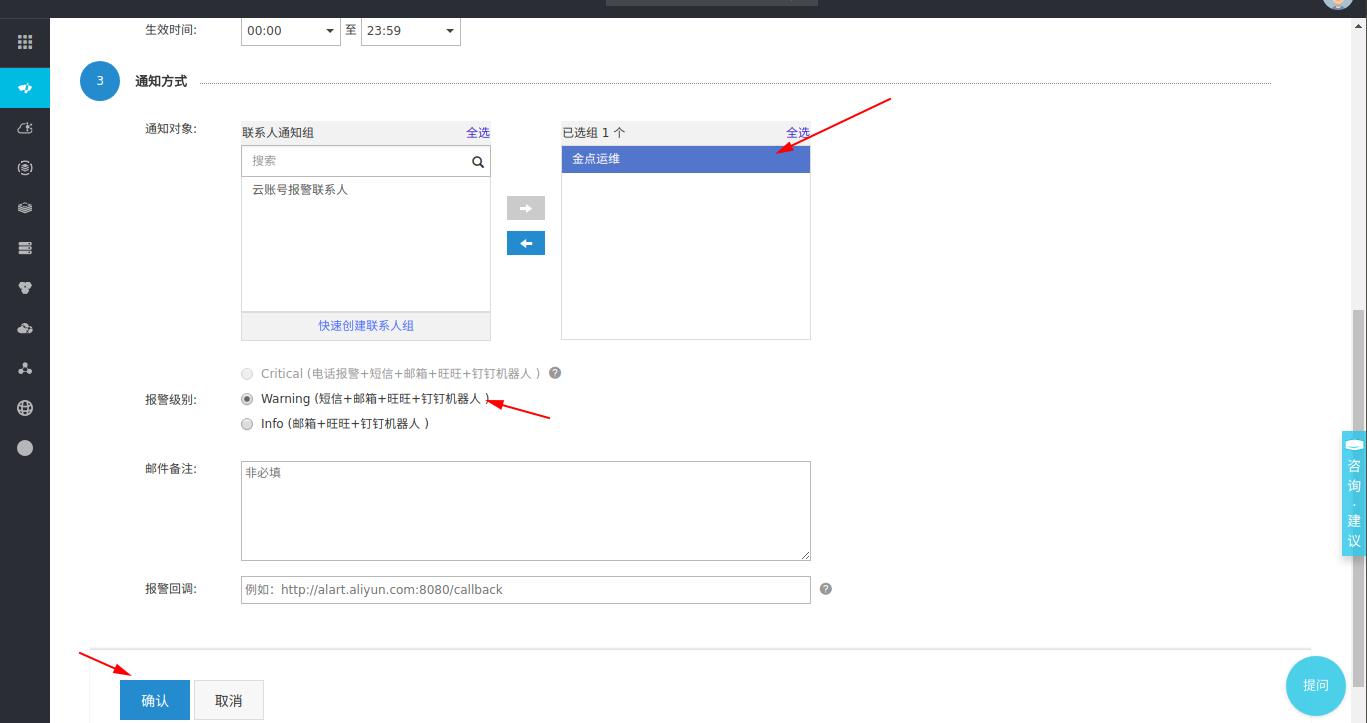 生效时间: 00:00 至 23:59
3 通知方式
通知对象: 联系人通知组 全选 已选组 1 个 全选
搜索 金点运维
云账号报警联系人
快速创建联系人组
Critical (电话报警+短信+邮箱+旺旺+钉钉机器人 ) ?
报警级别: Warning (短信+邮箱+旺旺+钉钉机器人 )
Info (邮箱+旺旺+钉钉机器人 )
邮件备注: 非必填
报警回调: 例如：http://alart.aliyun.com:8080/callback ?
确认 取消
咨询·建议
提问